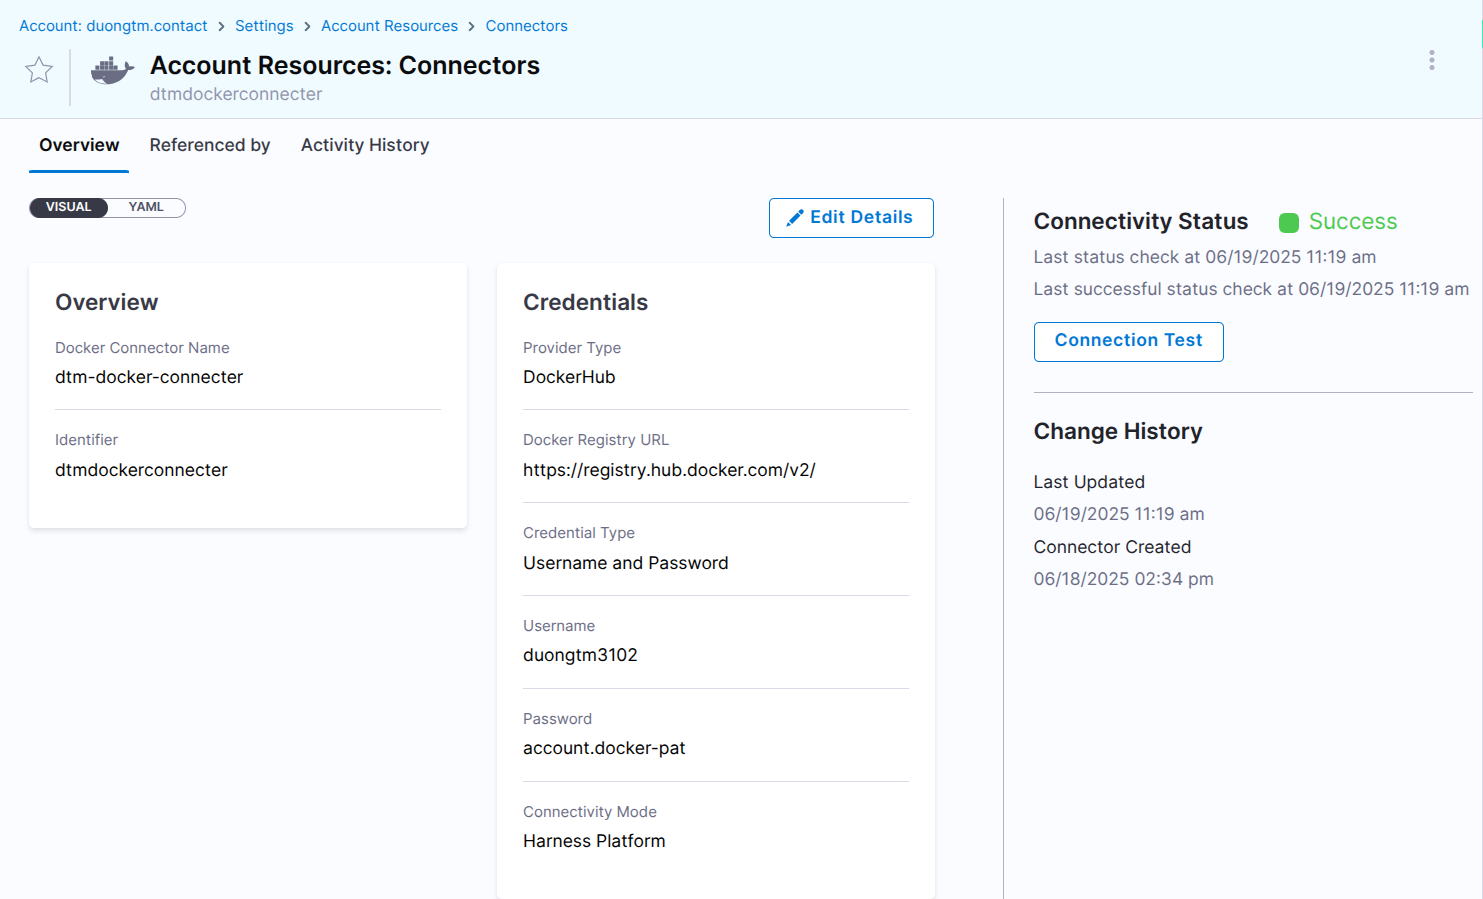 Account: duongtm.contact > Settings > Account Resources > Connectors
Account Resources: Connectors
dtmdockerconnecter
Overview Referenced by Activity History
VISUAL YAML
Edit Details
Overview
Docker Connector Name
dtm-docker-connecter
Identifier
dtmdockerconnecter
Credentials
Provider Type
DockerHub
Docker Registry URL
https://registry.hub.docker.com/v2/
Credential Type
Username and Password
Username
duongtm3102
Password
account.docker-pat
Connectivity Mode
Harness Platform
Connectivity Status Success
Last status check at 06/19/2025 11:19 am
Last successful status check at 06/19/2025 11:19 am
Connection Test
Change History
Last Updated
06/19/2025 11:19 am
Connector Created
06/18/2025 02:34 pm